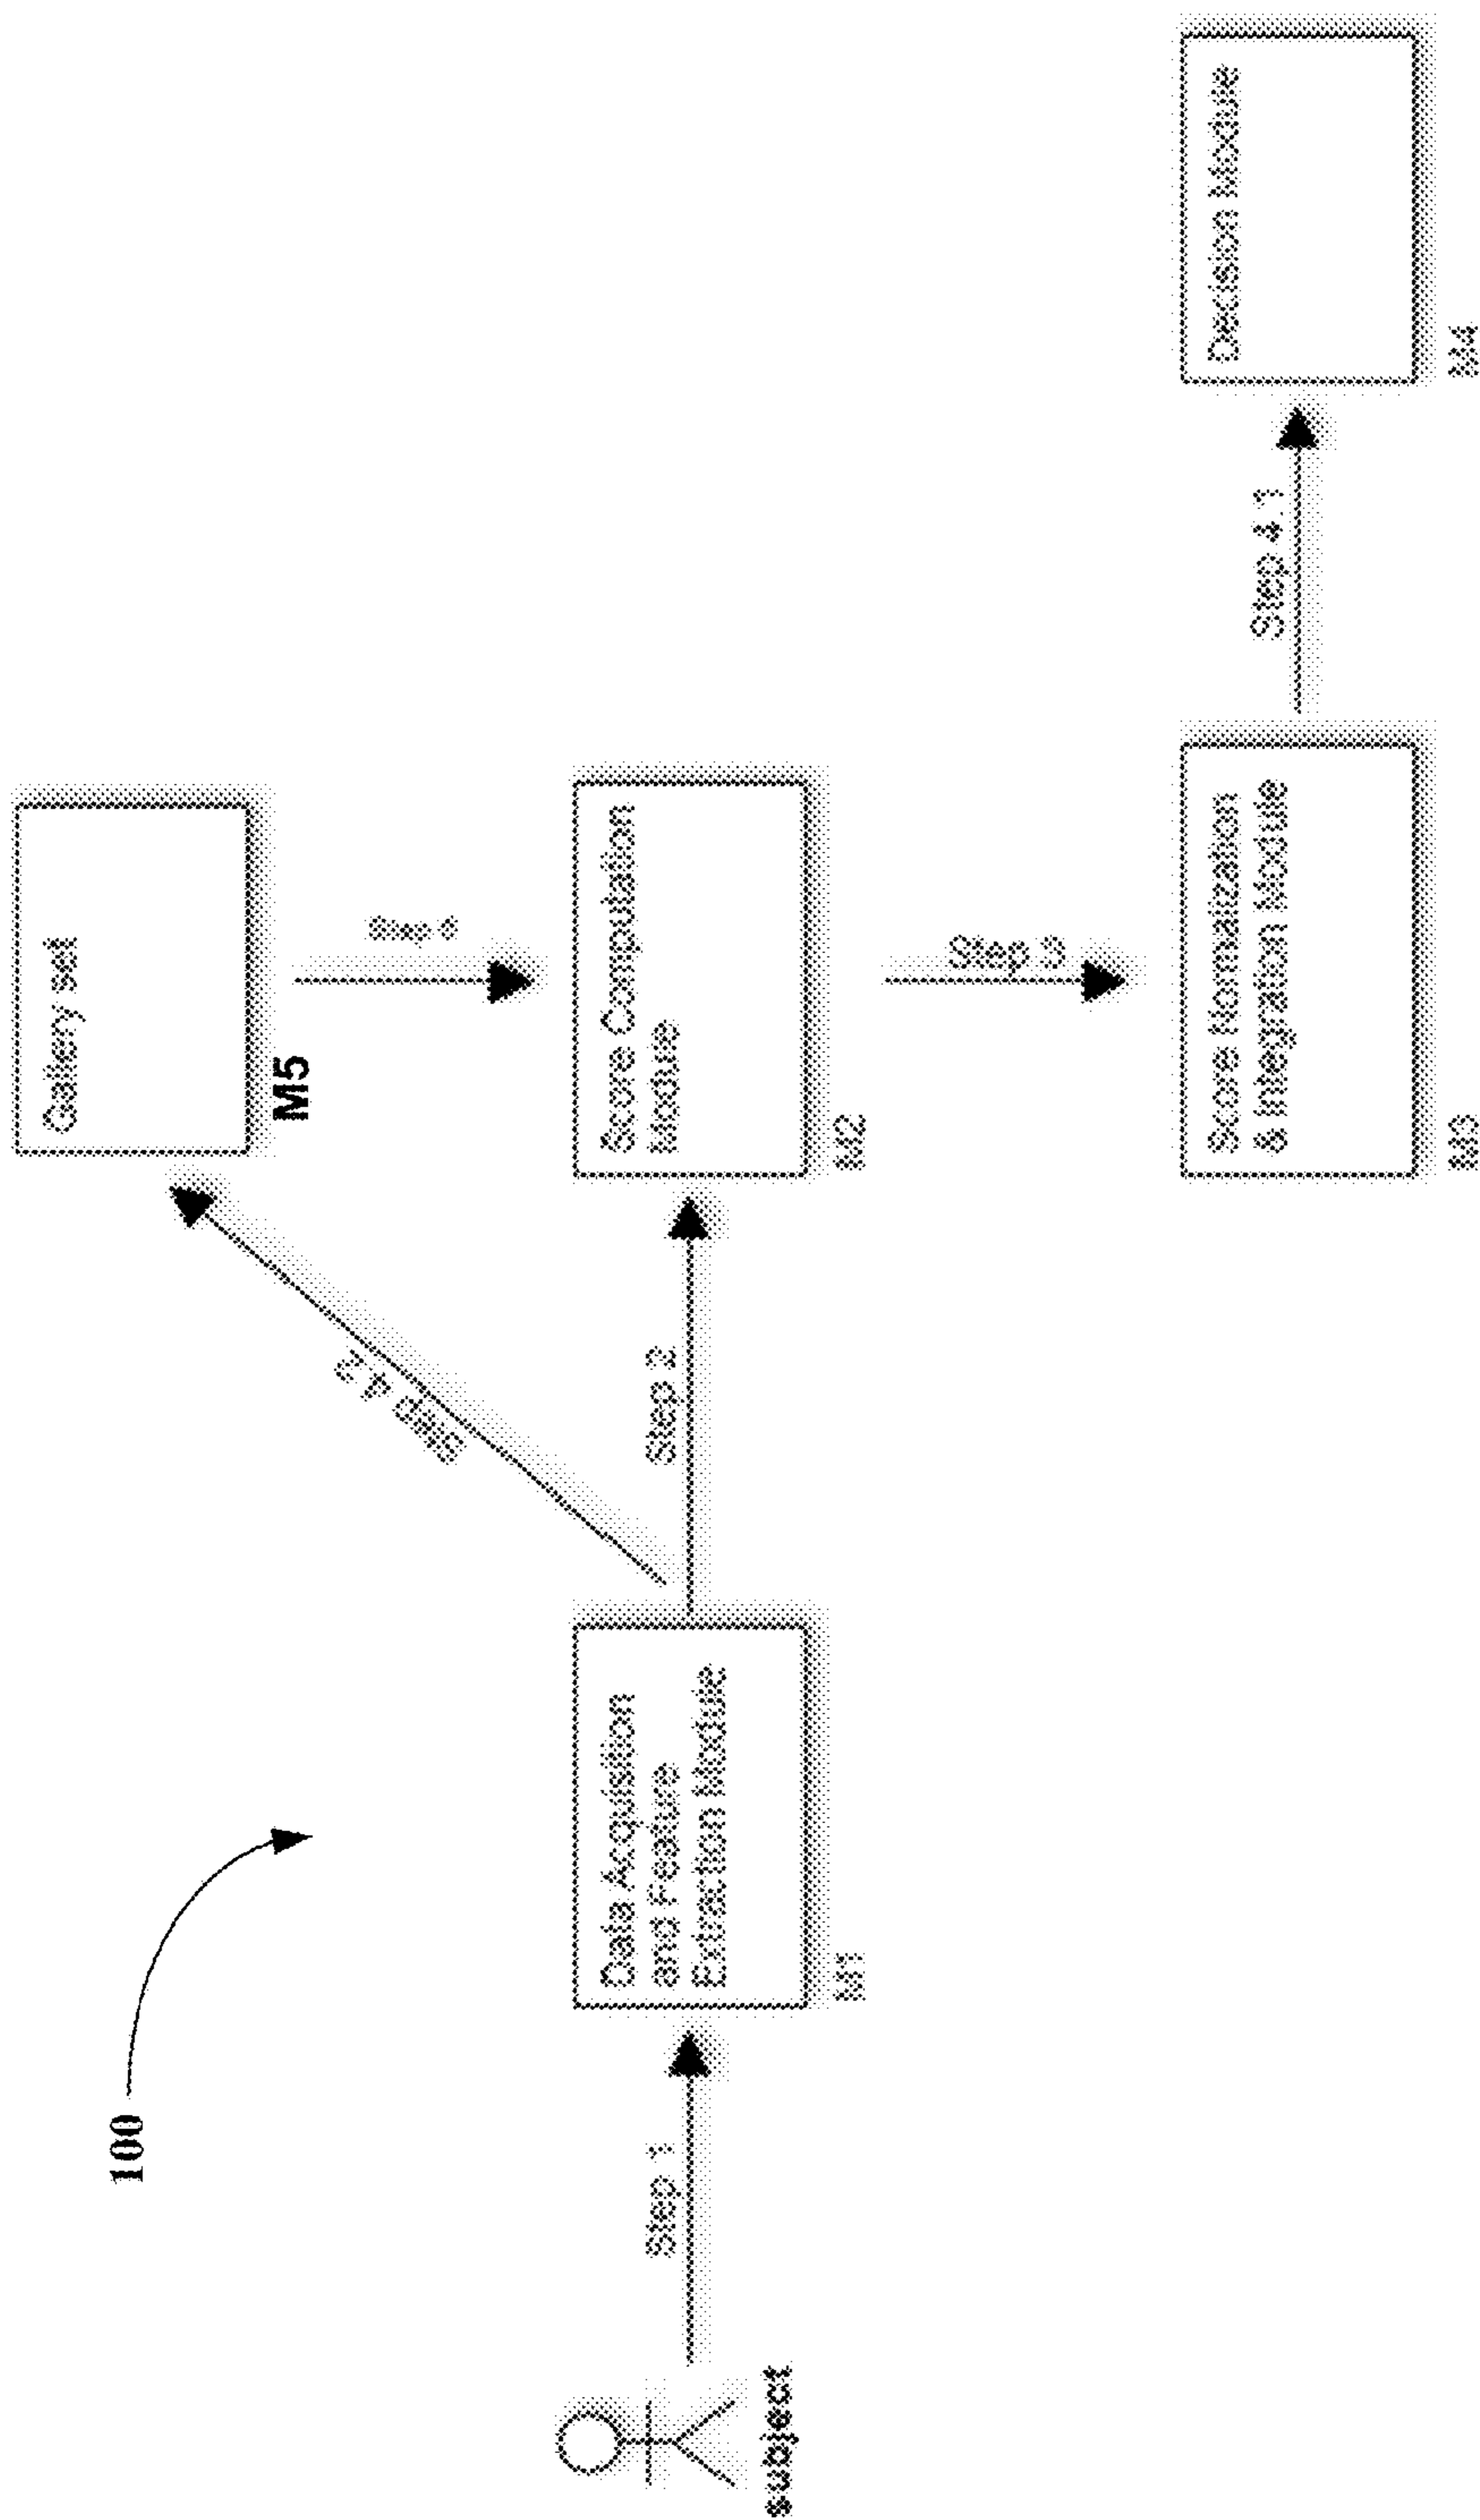 100
Gallery set
M5
Step 4.2
subject
Step 1
Data Acquisition
and Feature
Extraction Module
M1
Step 2
Score Computation
Module
M2
Step 3
Score Normalization
& Integration Module
M3
Step 4.1
Decision Module
M4